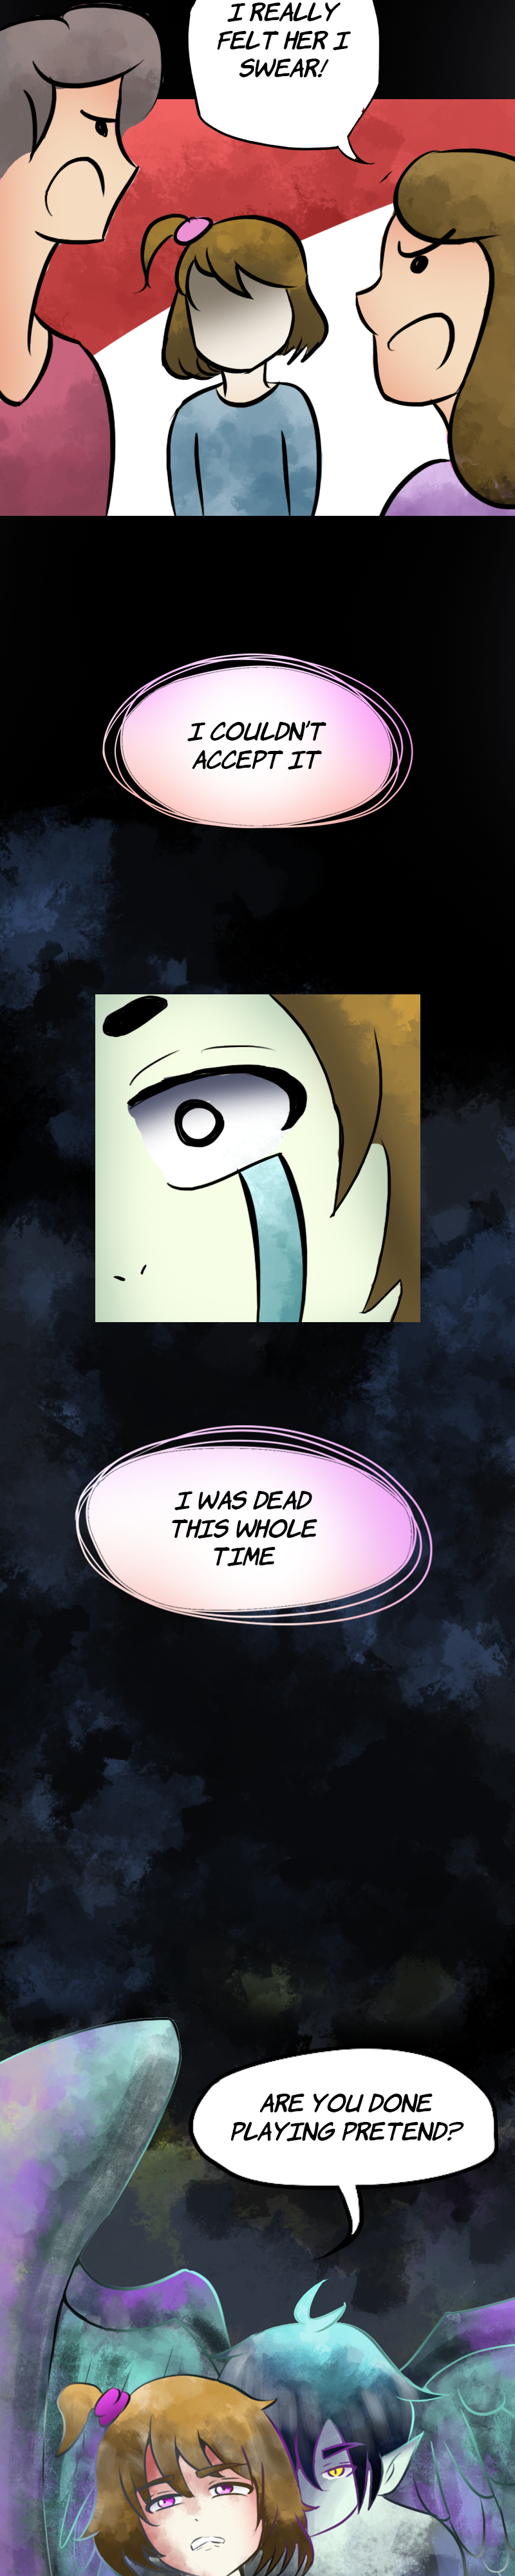 I REALLY
FELT HER I
SWEAR!
I COULDN'T
ACCEPT IT
I WAS DEAD
THIS WHOLE
TIME
ARE YOU DONE
PLAYING PRETEND?